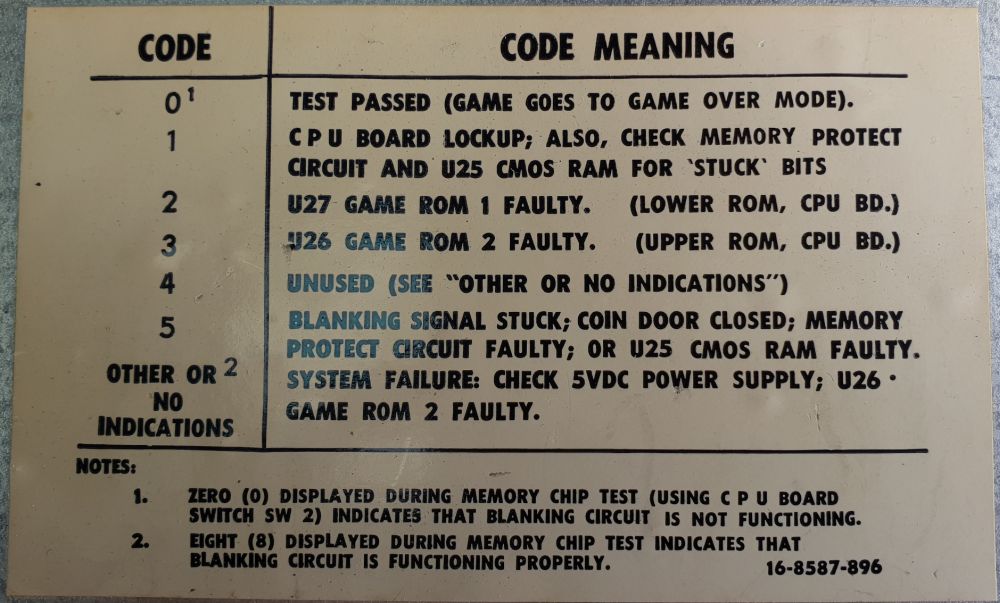 CODE CODE MEANING
0¹ TEST PASSED (GAME GOES TO GAME OVER MODE).
1 C P U BOARD LOCKUP; ALSO, CHECK MEMORY PROTECT
CIRCUIT AND U25 CMOS RAM FOR `STUCK` BITS
2 U27 GAME ROM 1 FAULTY. (LOWER ROM, CPU BD.)
3 U26 GAME ROM 2 FAULTY. (UPPER ROM, CPU BD.)
4 UNUSED (SEE "OTHER OR NO INDICATIONS")
5 BLANKING SIGNAL STUCK; COIN DOOR CLOSED; MEMORY
PROTECT CIRCUIT FAULTY; OR U25 CMOS RAM FAULTY.
OTHER OR ² SYSTEM FAILURE: CHECK 5VDC POWER SUPPLY; U26 ·
NO GAME ROM 2 FAULTY.
INDICATIONS
NOTES:
1. ZERO (0) DISPLAYED DURING MEMORY CHIP TEST (USING C P U BOARD
SWITCH SW 2) INDICATES THAT BLANKING CIRCUIT IS NOT FUNCTIONING.
2. EIGHT (8) DISPLAYED DURING MEMORY CHIP TEST INDICATES THAT
BLANKING CIRCUIT IS FUNCTIONING PROPERLY.
16-8587-896